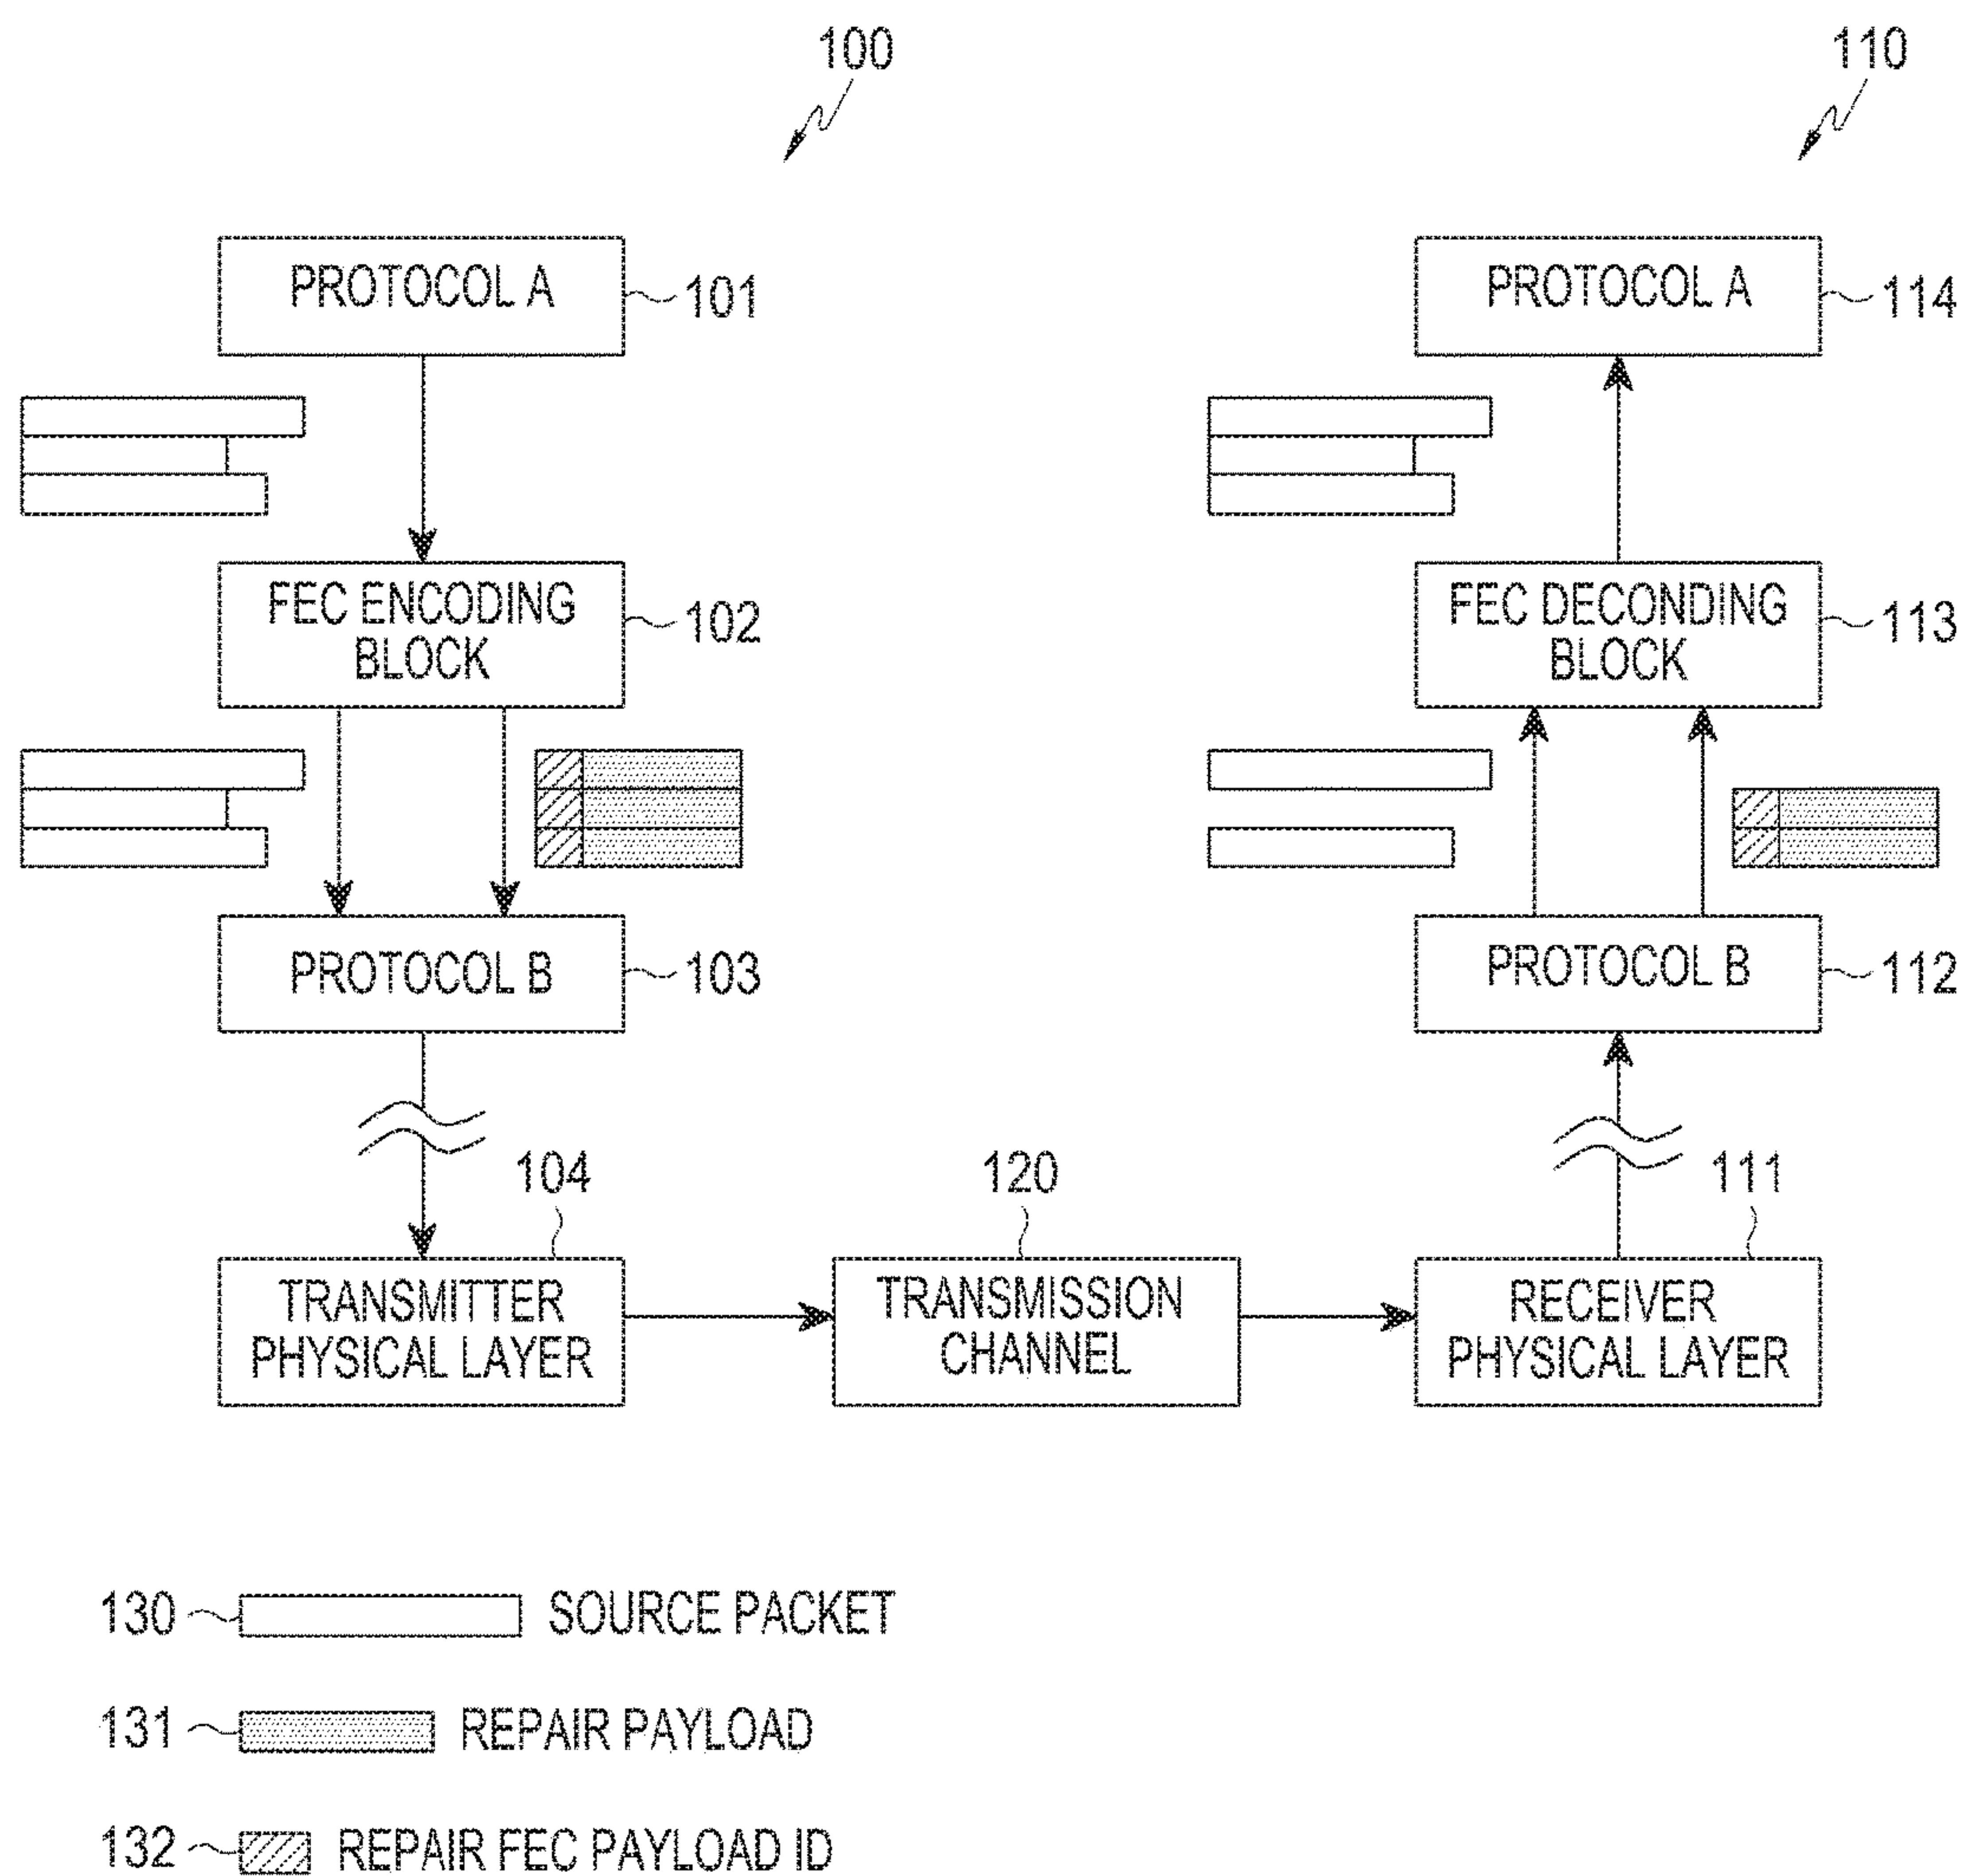 100
110
PROTOCOL A
101
PROTOCOL A
114
FEC ENCODING
BLOCK
102
FEC DECONDING
BLOCK
113
PROTOCOL B
103
PROTOCOL B
112
104
120
111
TRANSMITTER
PHYSICAL LAYER
TRANSMISSION
CHANNEL
RECEIVER
PHYSICAL LAYER
130 SOURCE PACKET
131 REPAIR PAYLOAD
132 REPAIR FEC PAYLOAD ID